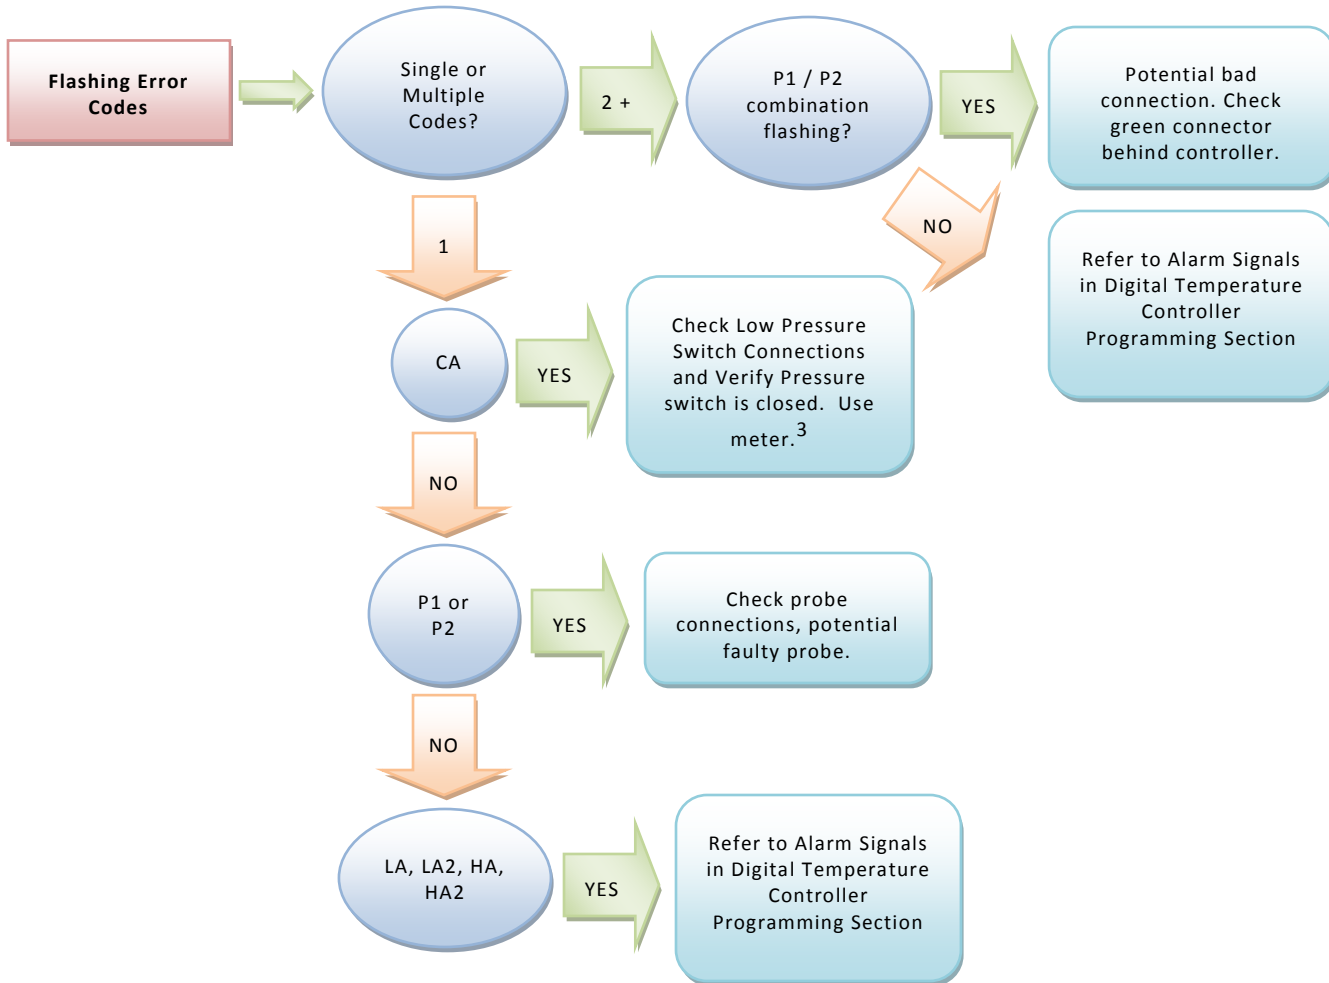 Flashing Error
Codes
Single or
Multiple
Codes?
2 +
P1 / P2
combination
flashing?
YES
Potential bad
connection. Check
green connector
behind controller.
NO
Refer to Alarm Signals
in Digital Temperature
Controller
Programming Section
1
CA
YES
Check Low Pressure
Switch Connections
and Verify Pressure
switch is closed.  Use
meter.3
NO
P1 or
P2
YES
Check probe
connections, potential
faulty probe.
NO
LA, LA2, HA,
HA2
YES
Refer to Alarm Signals
in Digital Temperature
Controller
Programming Section